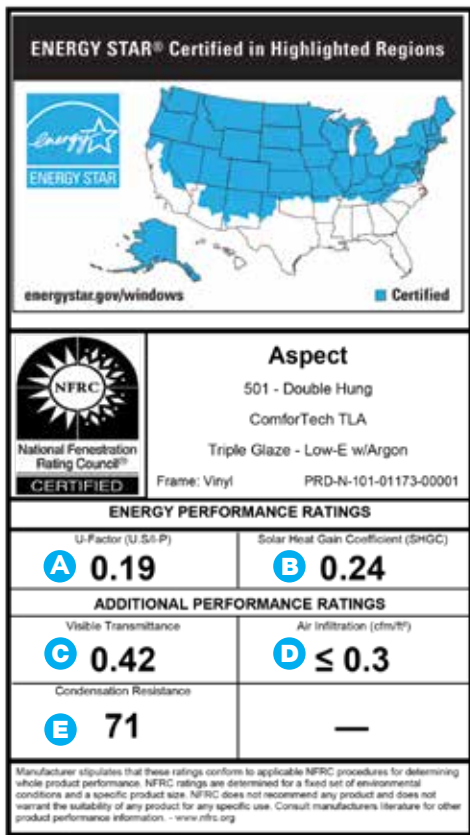 ENERGY STAR® Certified in Highlighted Regions
energy
ENERGY STAR
energystar.gov/windows
Certified
NFRC
National Fenestration
Rating Council®
CERTIFIED
Aspect
501 - Double Hung
ComforTech TLA
Triple Glaze - Low-E w/Argon
Frame: Vinyl PRD-N-101-01173-00001
ENERGY PERFORMANCE RATINGS
U-Factor (U.S/I-P)
A 0.19
Solar Heat Gain Coefficient (SHGC)
B 0.24
ADDITIONAL PERFORMANCE RATINGS
Visible Transmittance
C 0.42
Air Infiltration (cfm/ft²)
D ≤ 0.3
Condensation Resistance
E 71
—
Manufacturer stipulates that these ratings conform to applicable NFRC procedures for determining
whole product performance. NFRC ratings are determined for a fixed set of environmental
conditions and a specific product size. NFRC does not recommend any product and does not
warrant the suitability of any product for any specific use. Consult manufacturers literature for other
product performance information. - www.nfrc.org